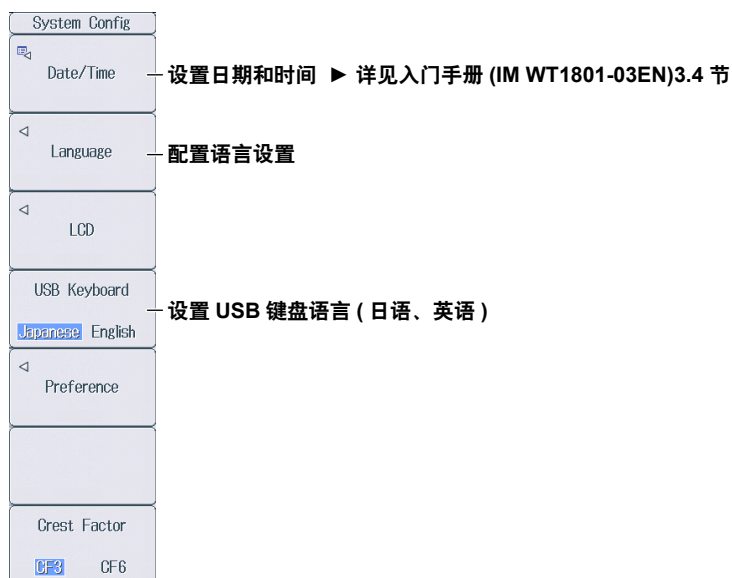 System Config
Date/Time
设置日期和时间 ► 详见入门手册 (IM WT1801-03EN)3.4 节
Language
配置语言设置
LCD
USB Keyboard
设置 USB 键盘语言 ( 日语、英语 )
Japanese English
Preference
Crest Factor
CF3 CF6